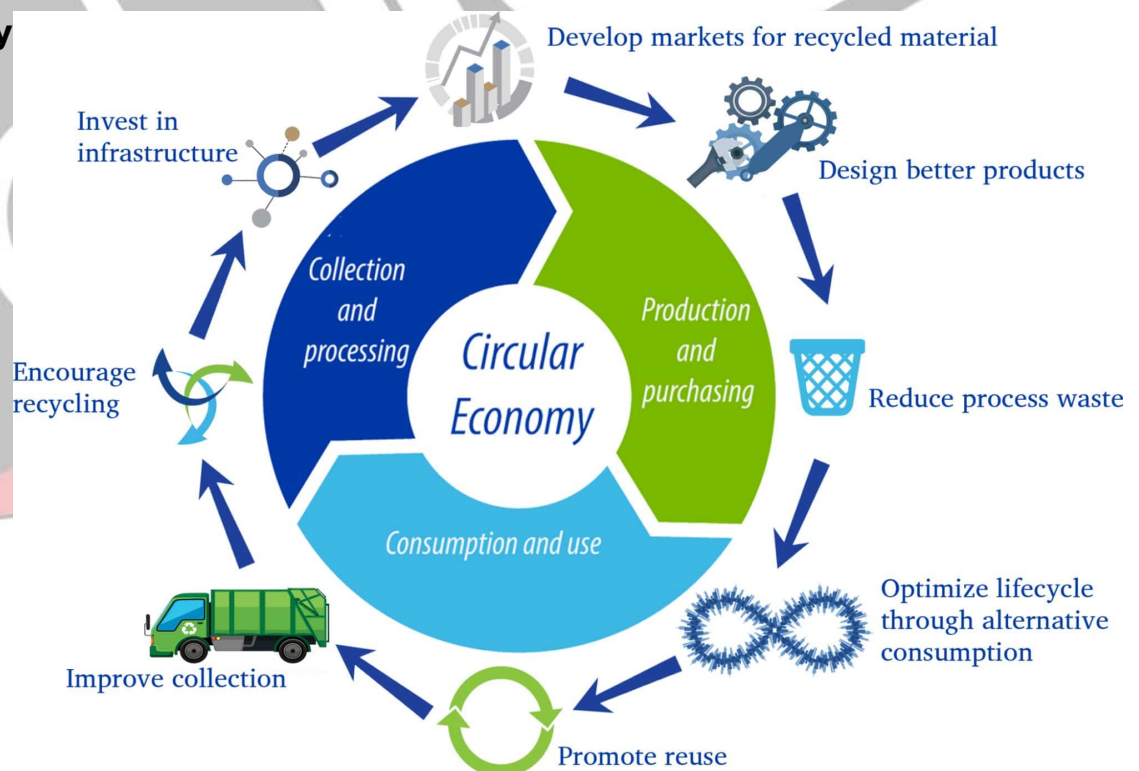 y
Develop markets for recycled material
Invest in
infrastructure
Design better products
Collection
and
processing
Production
and
purchasing
Circular
Economy
Encourage
recycling
Reduce process waste
Consumption and use
Optimize lifecycle
through alternative
consumption
Improve collection
Promote reuse